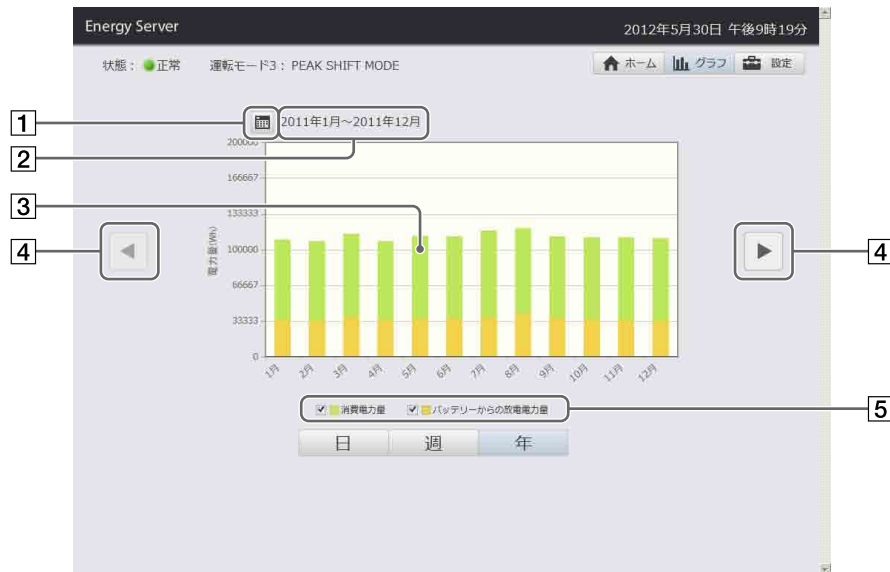 Energy Server 2012年5月30日 午後9時19分
状態： 正常 運転モード3： PEAK SHIFT MODE ホーム グラフ 設定
1 2011年1月～2011年12月
2
3
4 4
5
電力量(Wh)
200000
166667
133333
100000
66667
33333
0
1月 2月 3月 4月 5月 6月 7月 8月 9月 10月 11月 12月
消費電力量 バッテリーからの放電電力量
日 週 年